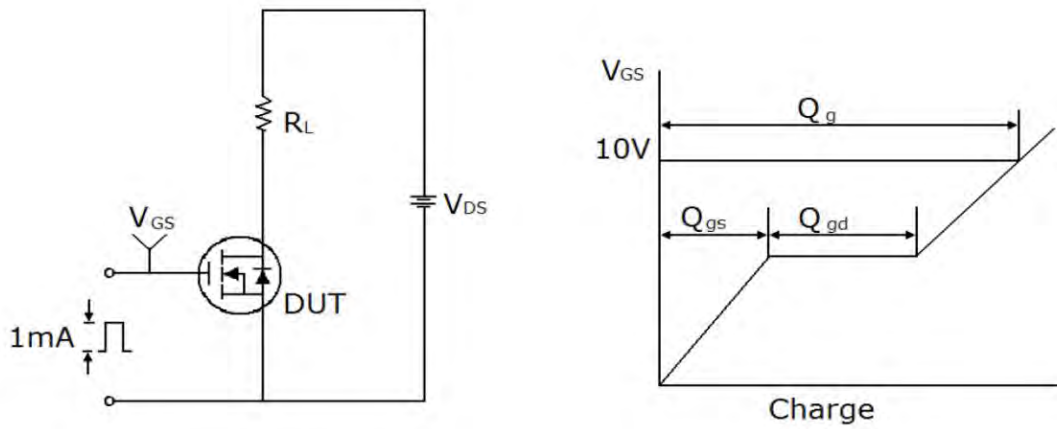 RL
VDS
VGS
DUT
1mA
VGS
Qg
10V
Qgs
Qgd
Charge